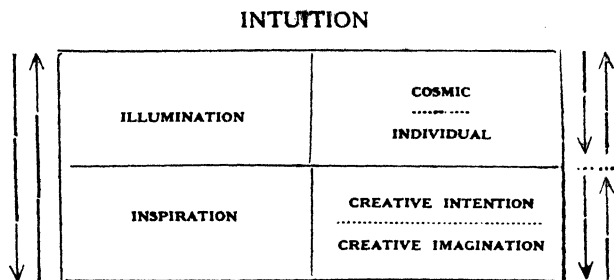 INTUITION
ILLUMINATION
COSMIC
INDIVIDUAL
INSPIRATION
CREATIVE INTENTION
CREATIVE IMAGINATION